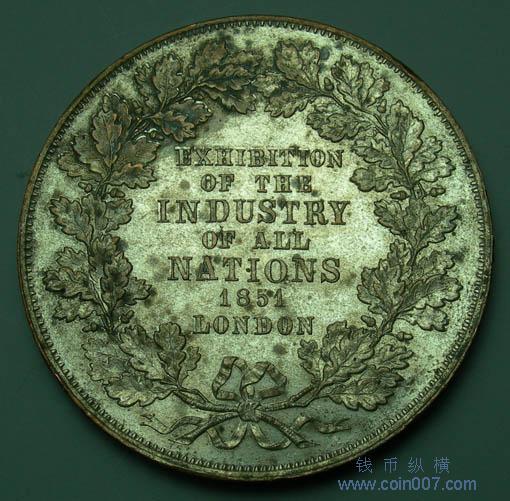 EXHIBITION
OF THE
INDUSTRY
OF ALL
NATIONS
1851
LONDON
钱币纵横
www.coin007.com